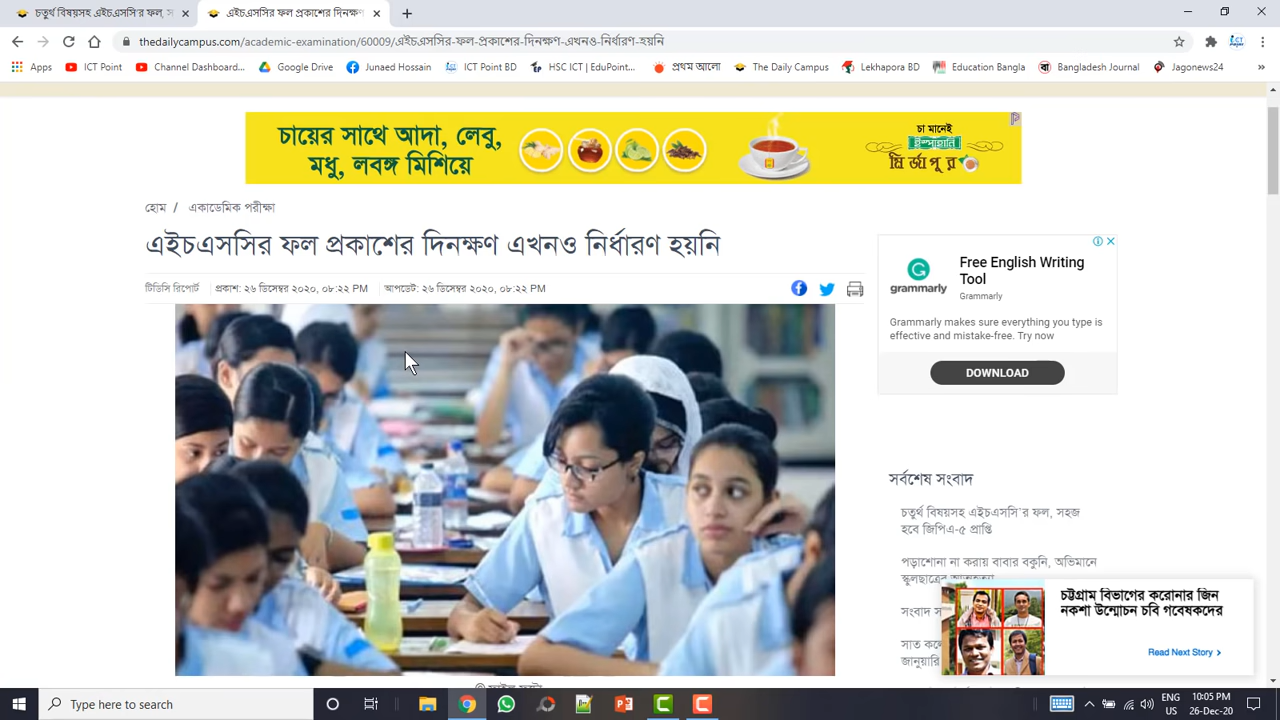 চতুর্থ বিষয়সহ এইচএসসি'র ফল, স
এইচএসসির ফল প্রকাশের দিনক্ষণ
thedailycampus.com/academic-examination/60009/এইচএসসির-ফল-প্রকাশের-দিনক্ষণ-এখনও-নির্ধারণ-হয়নি
Apps ICT Point Channel Dashboard... Google Drive Junaed Hossain ICT Point BD HSC ICT | EduPoint... প্রথম আলো The Daily Campus Lekhapora BD Education Bangla Bangladesh Journal Jagonews24 »
চায়ের সাথে আদা, লেবু,
মধু, লবঙ্গ মিশিয়ে
চা মানেই
ইস্পাহানি
মির্জাপুর
হোম / একাডেমিক পরীক্ষা
এইচএসসির ফল প্রকাশের দিনক্ষণ এখনও নির্ধারণ হয়নি
টিডিসি রিপোর্ট প্রকাশ: ২৬ ডিসেম্বর ২০২০, ০৮:২২ PM আপডেট: ২৬ ডিসেম্বর ২০২০, ০৮:২২ PM
Free English Writing
Tool
grammarly Grammarly
Grammarly makes sure everything you type is
effective and mistake-free. Try now
DOWNLOAD
সর্বশেষ সংবাদ
চতুর্থ বিষয়সহ এইচএসসি'র ফল, সহজ
হবে জিপিএ-৫ প্রাপ্তি
পড়াশোনা না করায় বাবার বকুনি, অভিমানে
স্কুলছাত্রের আত্মহত্যা
সংবাদ স
সাত কলে
জানুয়ারি
চট্টগ্রাম বিভাগের করোনার জিন
নকশা উন্মোচন চবি গবেষকদের
Read Next Story
Type here to search
ENG
US
10:05 PM
26-Dec-20